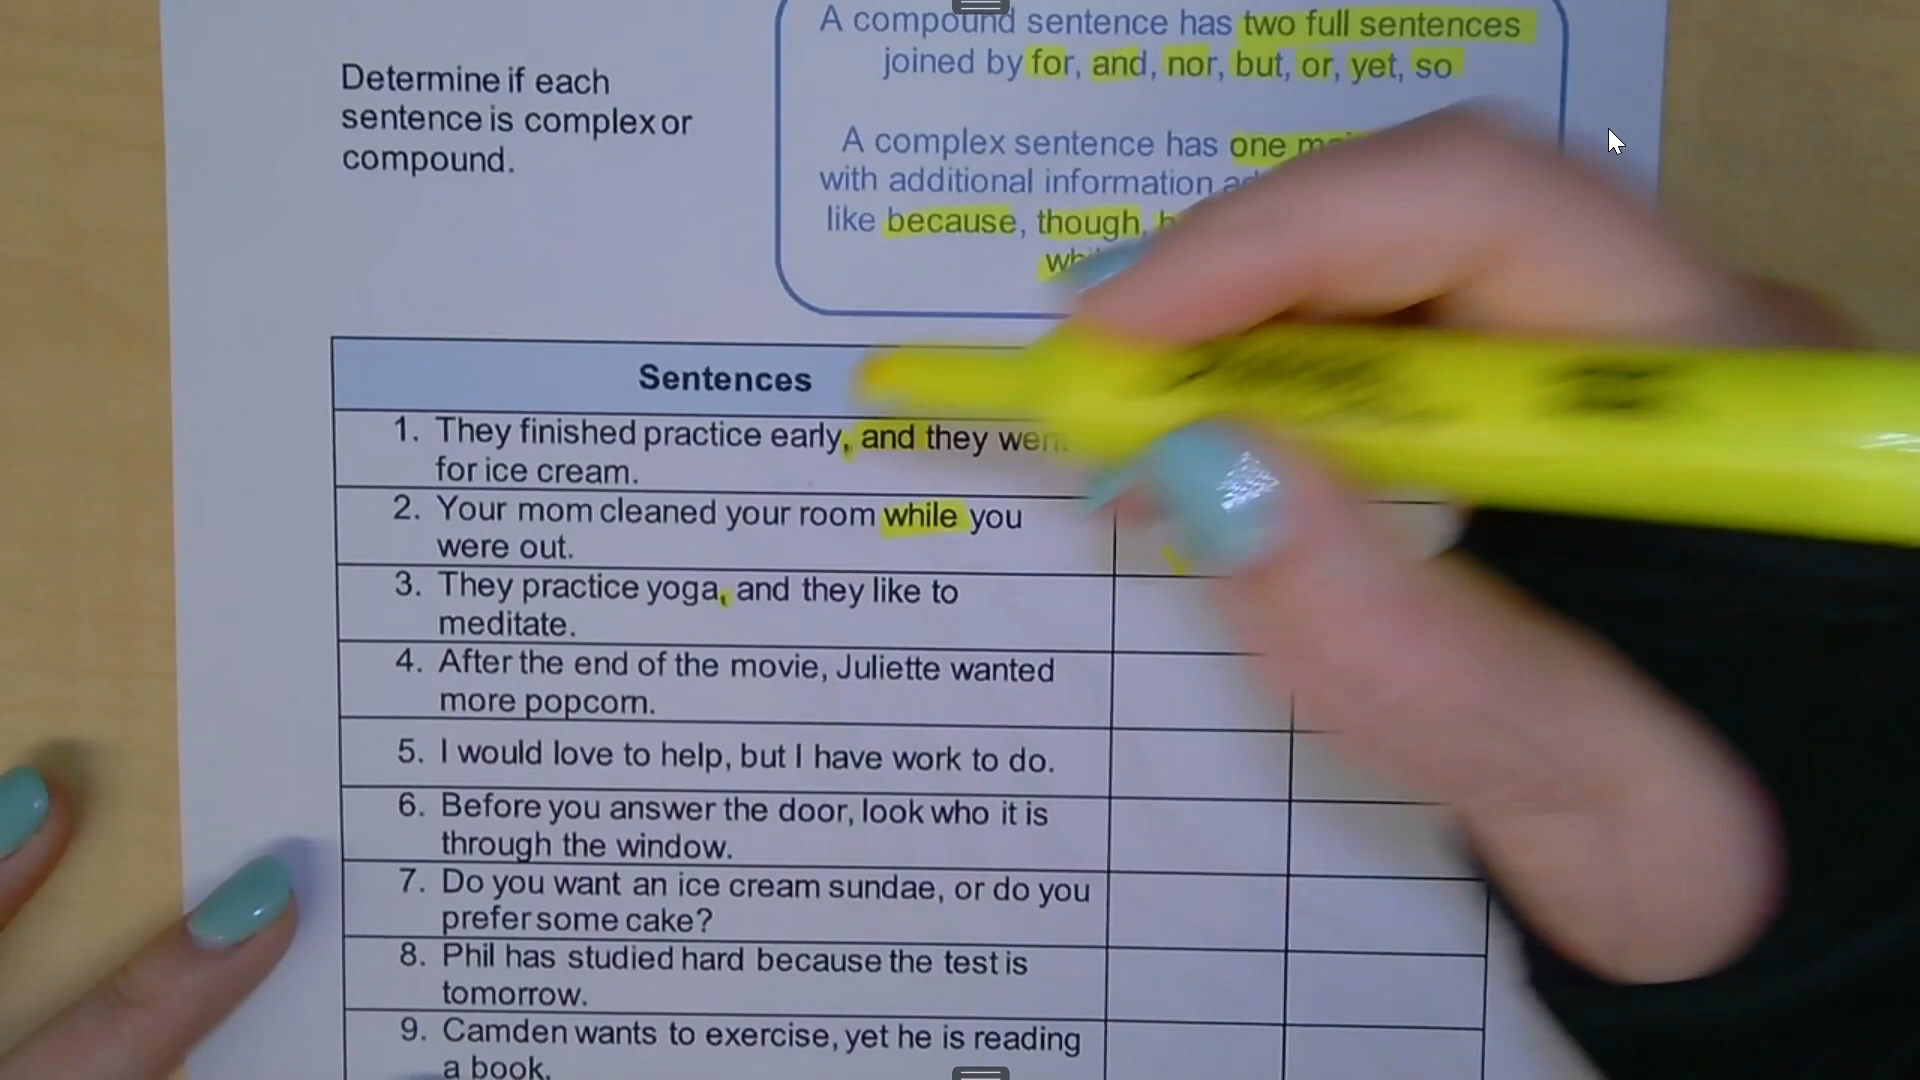 A compound sentence has two full sentences
joined by for, and, nor, but, or, yet, so
Determine if each
sentence is complex or
compound.
A complex sentence has one
with additional information
like because, though,
Sentences
1. They finished practice early, and they went
for ice cream.
2. Your mom cleaned your room while you
were out.
3. They practice yoga, and they like to
meditate.
4. After the end of the movie, Juliette wanted
more popcorn.
5. I would love to help, but I have work to do.
6. Before you answer the door, look who it is
through the window.
7. Do you want an ice cream sundae, or do you
prefer some cake?
8. Phil has studied hard because the test is
tomorrow.
9. Camden wants to exercise, yet he is reading
a book.